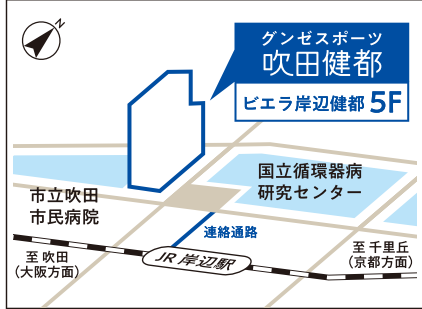 N
グンゼスポーツ
吹田健都
ビエラ岸辺健都 5F
国立循環器病
研究センター
市立吹田
市民病院
連絡通路
至 吹田
(大阪方面)
JR 岸辺駅
至 千里丘
(京都方面)